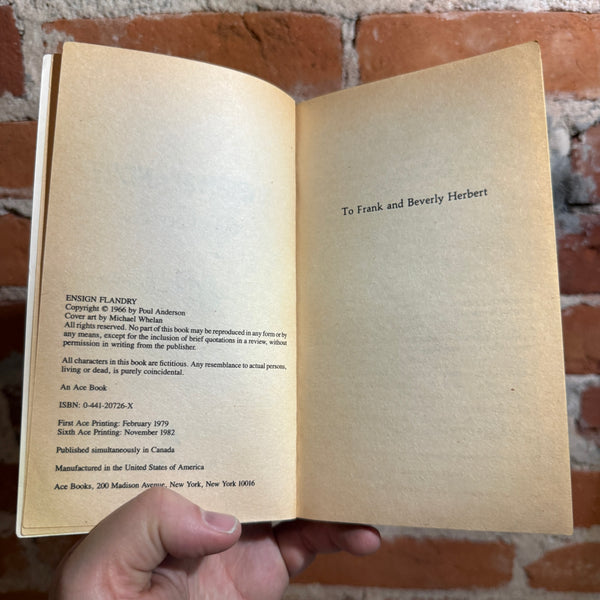 ENSIGN FLANDRY
Copyright © 1966 by Poul Anderson
Cover art by Michael Whelan
All rights reserved. No part of this book may be reproduced in any form or by
any means, except for the inclusion of brief quotations in a review, without
permission in writing from the publisher.
All characters in this book are fictitious. Any resemblance to actual persons,
living or dead, is purely coincidental.
An Ace Book
ISBN: 0-441-20726-X
First Ace Printing: February 1979
Sixth Ace Printing: November 1982
Published simultaneously in Canada
Manufactured in the United States of America
Ace Books, 200 Madison Avenue, New York, New York 10016
To Frank and Beverly Herbert